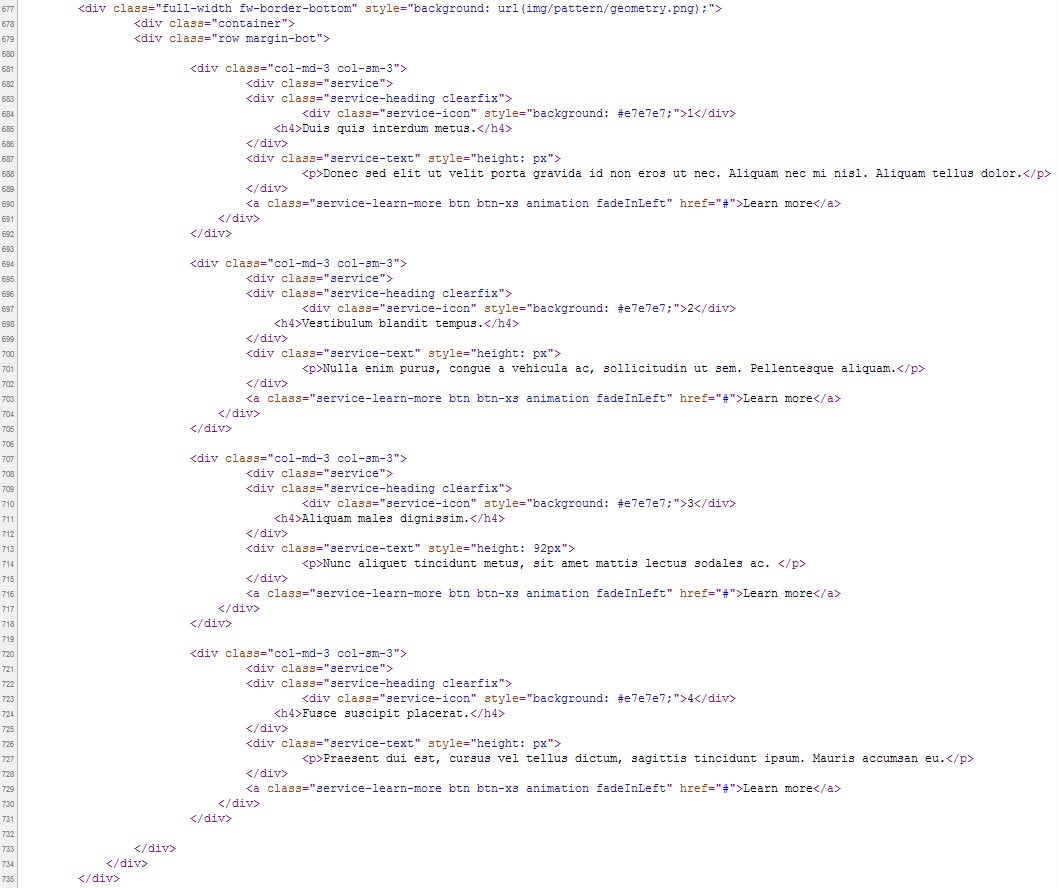 677 <div class="full-width fw-border-bottom" style="background: url(img/pattern/geometry.png);">
678 <div class="container">
679 <div class="row margin-bot">
680
681 <div class="col-md-3 col-sm-3">
682 <div class="service">
683 <div class="service-heading clearfix">
684 <div class="service-icon" style="background: #e7e7e7;">1</div>
685 <h4>Duis quis interdum metus.</h4>
686 </div>
687 <div class="service-text" style="height: px">
688 <p>Donec sed elit ut velit porta gravida id non eros ut nec. Aliquam nec mi nisl. Aliquam tellus dolor.</p>
689 </div>
690 <a class="service-learn-more btn btn-xs animation fadeInLeft" href="#">Learn more</a>
691 </div>
692 </div>
693
694 <div class="col-md-3 col-sm-3">
695 <div class="service">
696 <div class="service-heading clearfix">
697 <div class="service-icon" style="background: #e7e7e7;">2</div>
698 <h4>Vestibulum blandit tempus.</h4>
699 </div>
700 <div class="service-text" style="height: px">
701 <p>Nulla enim purus, congue a vehicula ac, sollicitudin ut sem. Pellentesque aliquam.</p>
702 </div>
703 <a class="service-learn-more btn btn-xs animation fadeInLeft" href="#">Learn more</a>
704 </div>
705 </div>
706
707 <div class="col-md-3 col-sm-3">
708 <div class="service">
709 <div class="service-heading clearfix">
710 <div class="service-icon" style="background: #e7e7e7;">3</div>
711 <h4>Aliquam males dignissim.</h4>
712 </div>
713 <div class="service-text" style="height: 92px">
714 <p>Nunc aliquet tincidunt metus, sit amet mattis lectus sodales ac. </p>
715 </div>
716 <a class="service-learn-more btn btn-xs animation fadeInLeft" href="#">Learn more</a>
717 </div>
718 </div>
719
720 <div class="col-md-3 col-sm-3">
721 <div class="service">
722 <div class="service-heading clearfix">
723 <div class="service-icon" style="background: #e7e7e7;">4</div>
724 <h4>Fusce suscipit placerat.</h4>
725 </div>
726 <div class="service-text" style="height: px">
727 <p>Praesent dui est, cursus vel tellus dictum, sagittis tincidunt ipsum. Mauris accumsan eu.</p>
728 </div>
729 <a class="service-learn-more btn btn-xs animation fadeInLeft" href="#">Learn more</a>
730 </div>
731 </div>
732
733 </div>
734 </div>
735 </div>